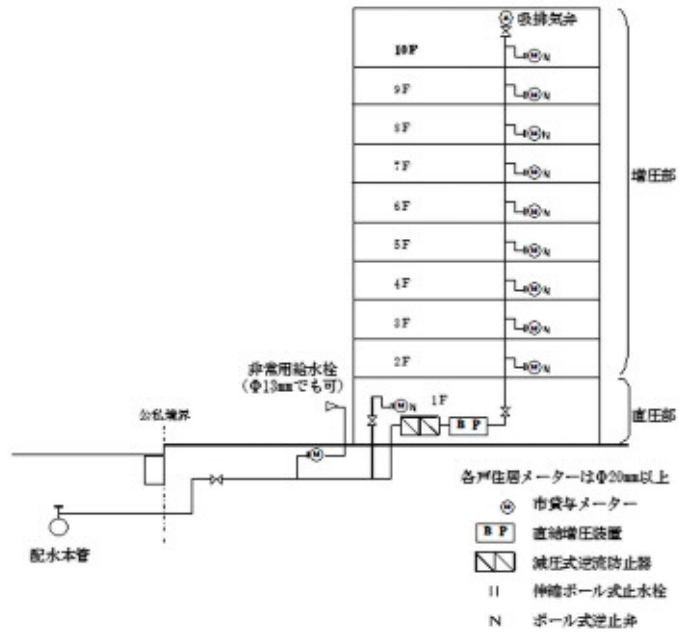 吸排気弁
10F
9F
8F
7F
6F
5F
4F
3F
2F
増圧部
非常用給水栓
(Φ13mmでも可)
1F
直圧部
公私境界
BP
配水本管
各戸住居メーターはΦ20mm以上
M 市貸与メーター
BP 直結増圧装置
減圧式逆流防止器
伸縮ボール式止水栓
N ボール式逆止弁